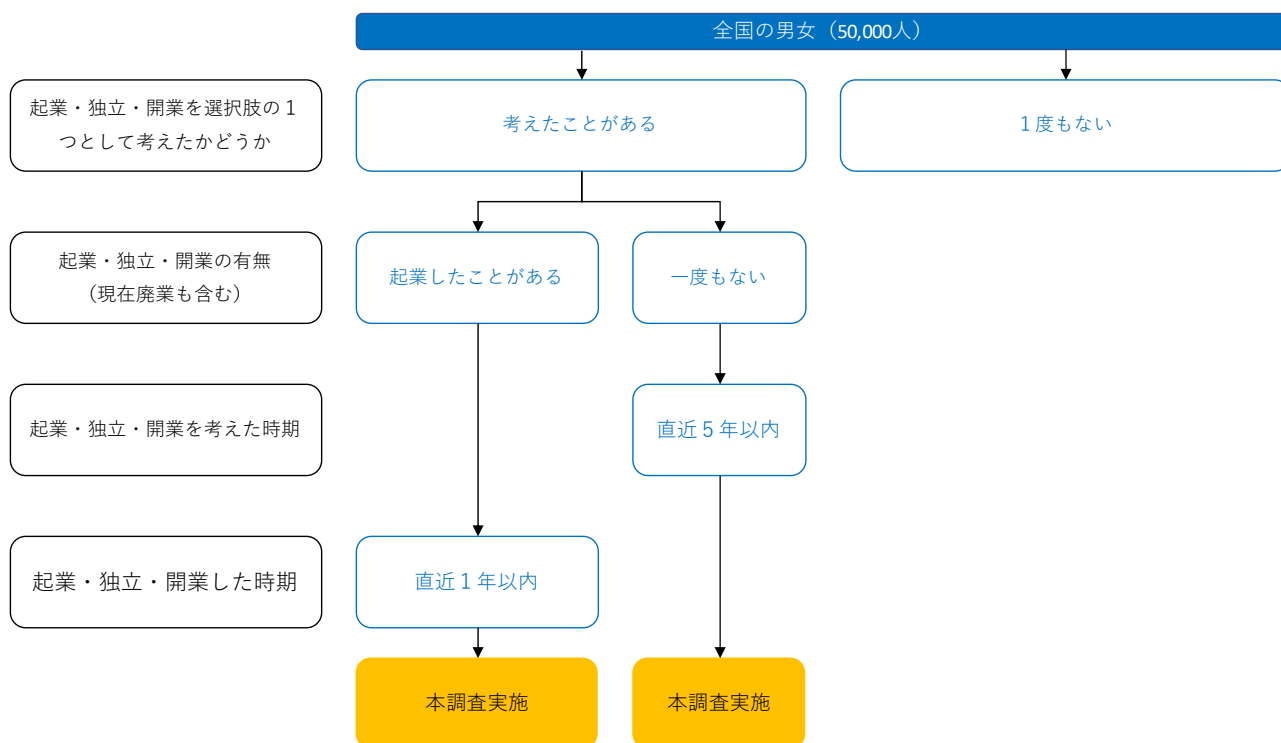 全国の男女（50,000人）
起業・独立・開業を選択肢の１
つとして考えたかどうか
考えたことがある
１度もない
起業・独立・開業の有無
（現在廃業も含む）
起業したことがある
一度もない
起業・独立・開業を考えた時期
直近５年以内
起業・独立・開業した時期
直近１年以内
本調査実施
本調査実施